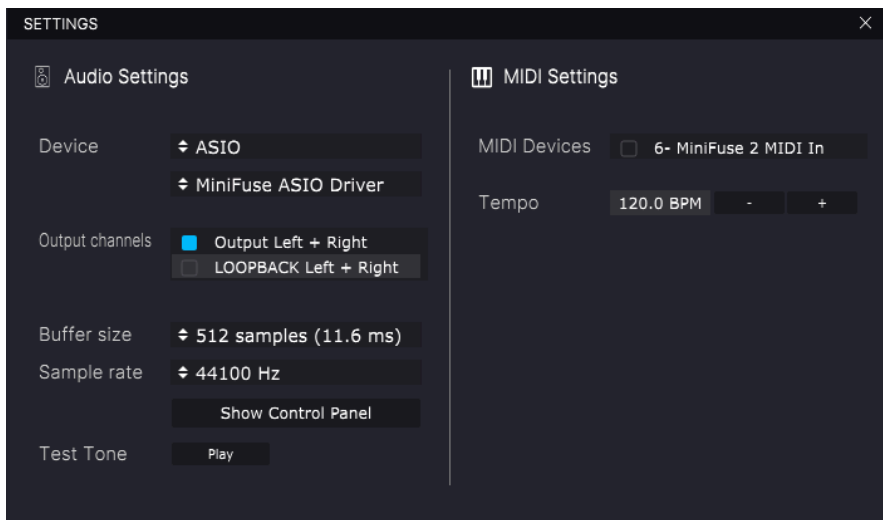 SETTINGS
Audio Settings
Device
ASIO
MiniFuse ASIO Driver
Output channels
Output Left + Right
LOOPBACK Left + Right
Buffer size
512 samples (11.6 ms)
Sample rate
44100 Hz
Show Control Panel
Test Tone
Play
MIDI Settings
MIDI Devices
6- MiniFuse 2 MIDI In
Tempo
120.0 BPM
-
+